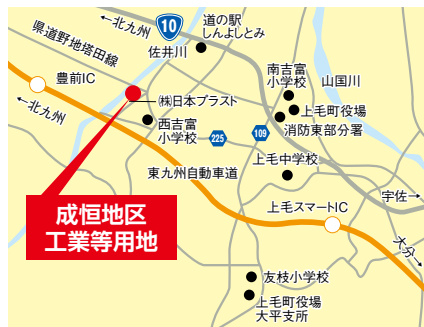 ←北九州
10
道の駅
しんよしとみ
県道野地塔田線
佐井川
豊前IC
南吉富
小学校
山国川
←北九州
㈱日本プラスト
上毛町役場
西吉富
小学校
消防東部分署
225
109
上毛中学校
東九州自動車道
宇佐→
成恒地区
工業等用地
上毛スマートIC
大分→
友枝小学校
上毛町役場
大平支所